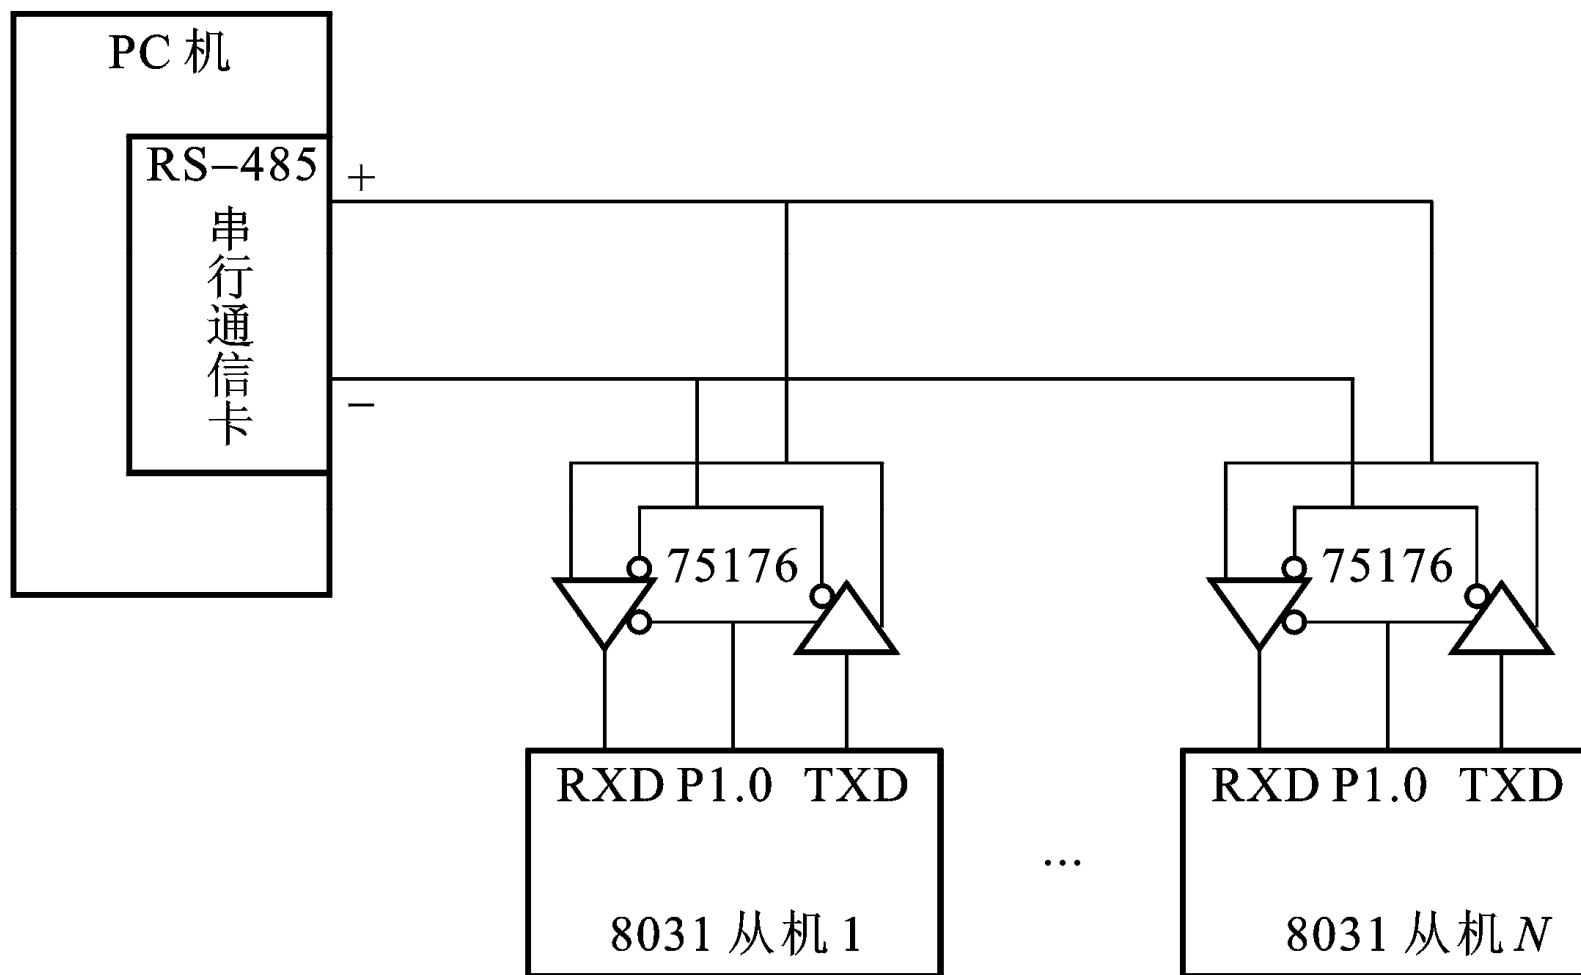 PC 机
RS-485
+
串
行
通
信
卡
-
75176
75176
RXD P1.0 TXD
RXD P1.0 TXD
...
8031 从机 1
8031 从机 N